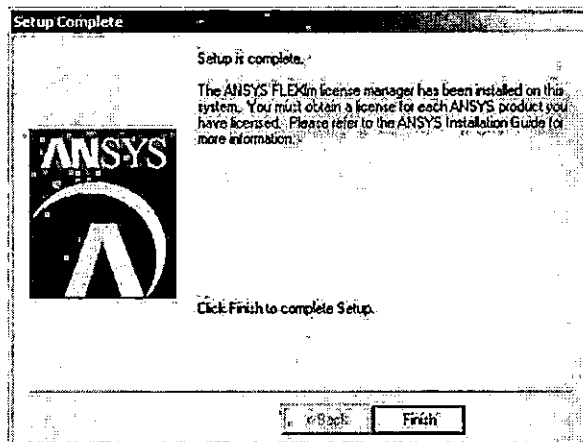 Setup Complete
Setup is complete.
The ANSYS FLEXlm license manager has been installed on this
system. You must obtain a license for each ANSYS product you
have licensed. Please refer to the ANSYS Installation Guide for
more information.
ANSYS
Click Finish to complete Setup.
< Back
Finish